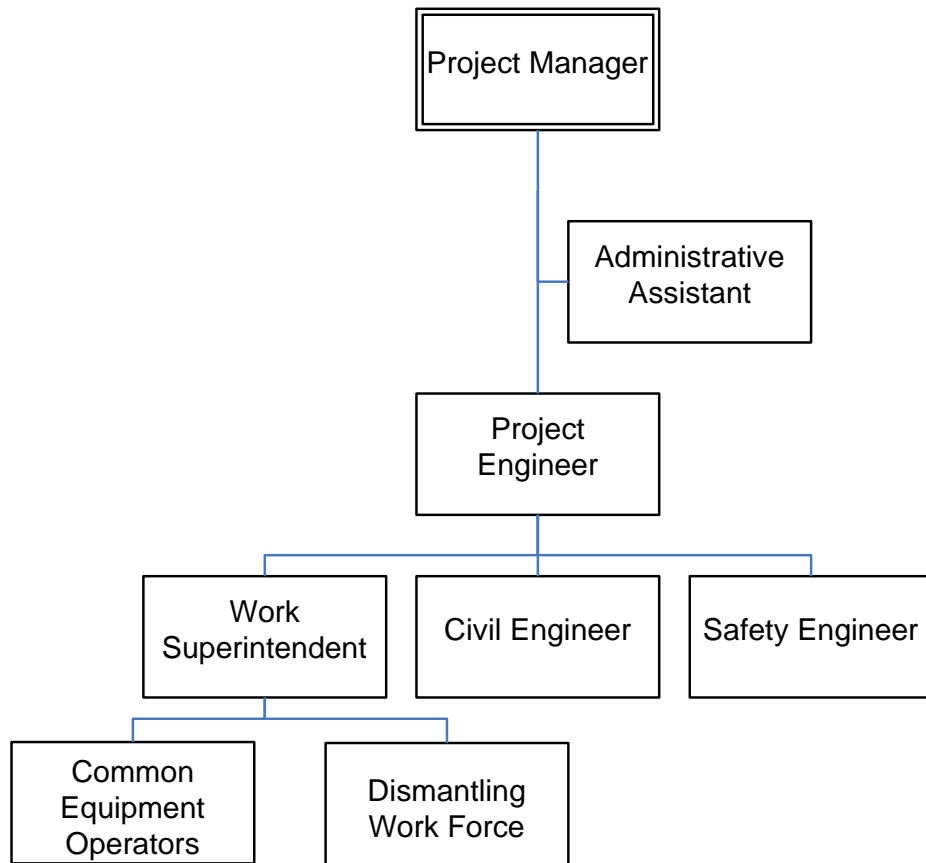 Project Manager
Administrative
Assistant
Project
Engineer
Work
Superintendent
Civil Engineer
Safety Engineer
Common
Equipment
Operators
Dismantling
Work Force